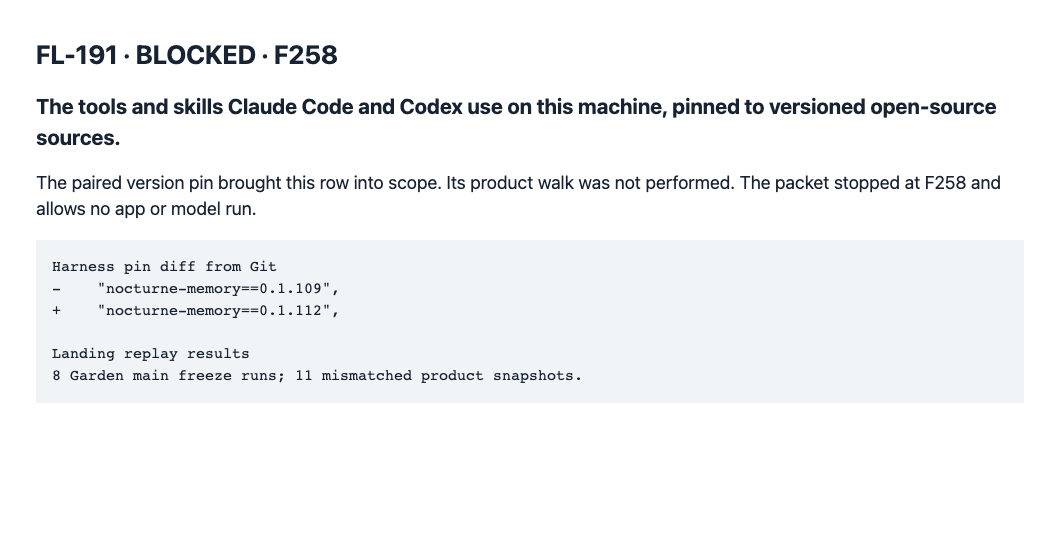 FL-191 · BLOCKED · F258
The tools and skills Claude Code and Codex use on this machine, pinned to versioned open-source
sources.
The paired version pin brought this row into scope. Its product walk was not performed. The packet stopped at F258 and
allows no app or model run.
Harness pin diff from Git
-    "nocturne-memory==0.1.109",
+    "nocturne-memory==0.1.112",
Landing replay results
8 Garden main freeze runs; 11 mismatched product snapshots.